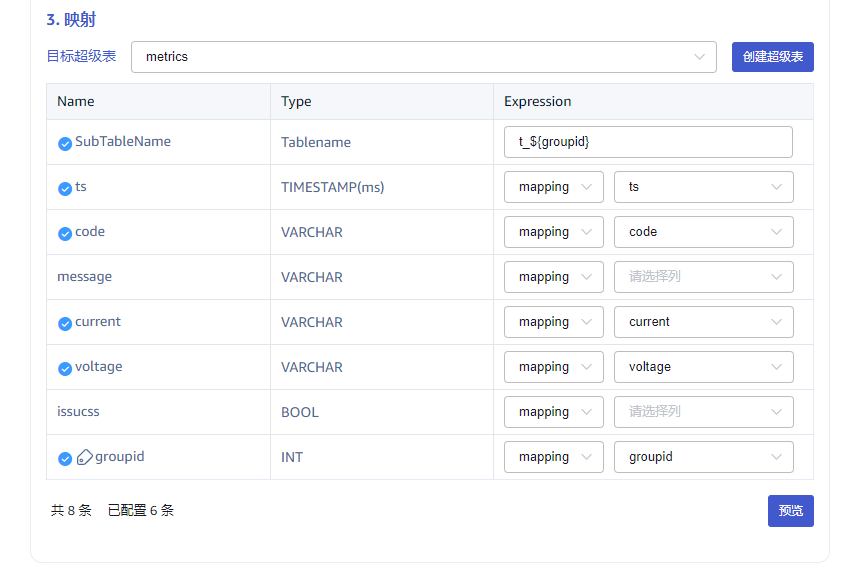 3. 映射
目标超级表 metrics 创建超级表
Name Type Expression
SubTableName Tablename t_${groupid}
ts TIMESTAMP(ms) mapping ts
code VARCHAR mapping code
message VARCHAR mapping 请选择列
current VARCHAR mapping current
voltage VARCHAR mapping voltage
issucss BOOL mapping 请选择列
groupid INT mapping groupid
共 8 条 已配置 6 条 预览